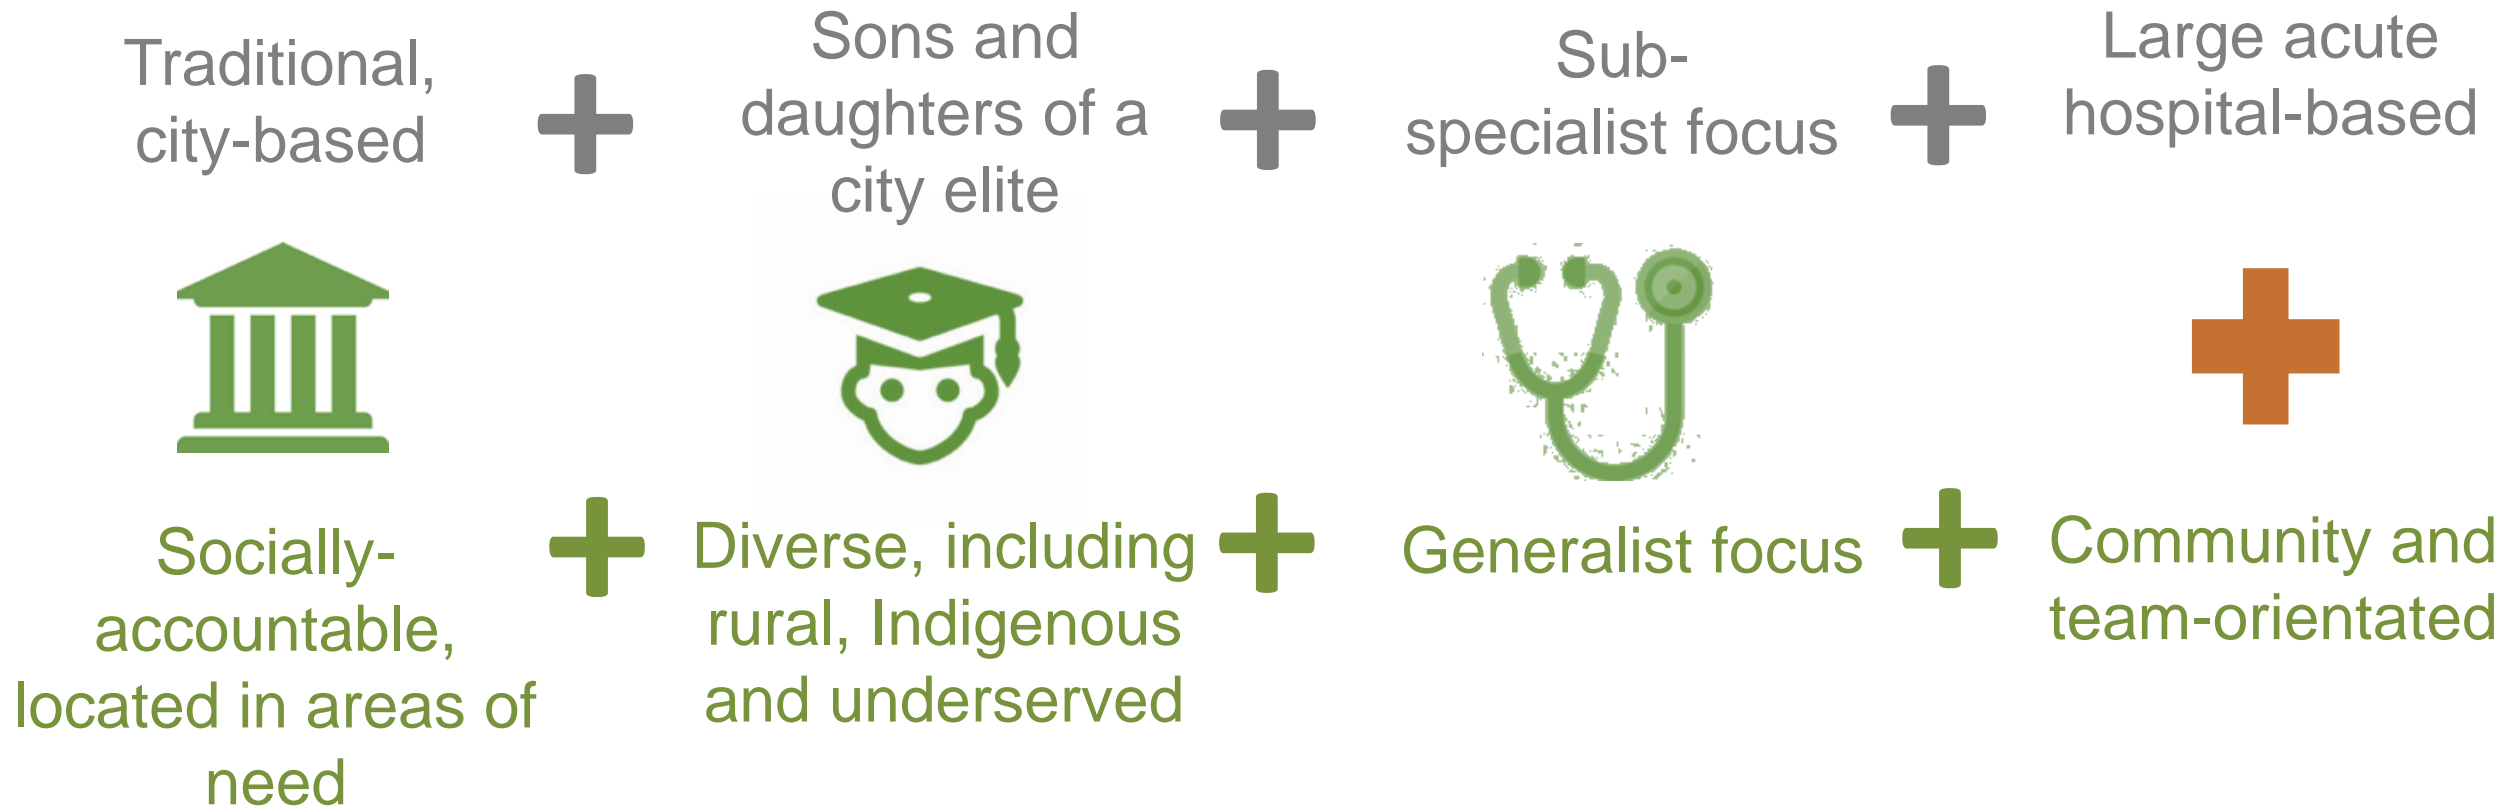 Traditional,
city-based
Sons and
daughters of a
city elite
Sub-
specialist focus
Large acute
hospital-based
Socially-
accountable,
located in areas of
need
Diverse, including
rural, Indigenous
and underserved
Generalist focus
Community and
team-orientated